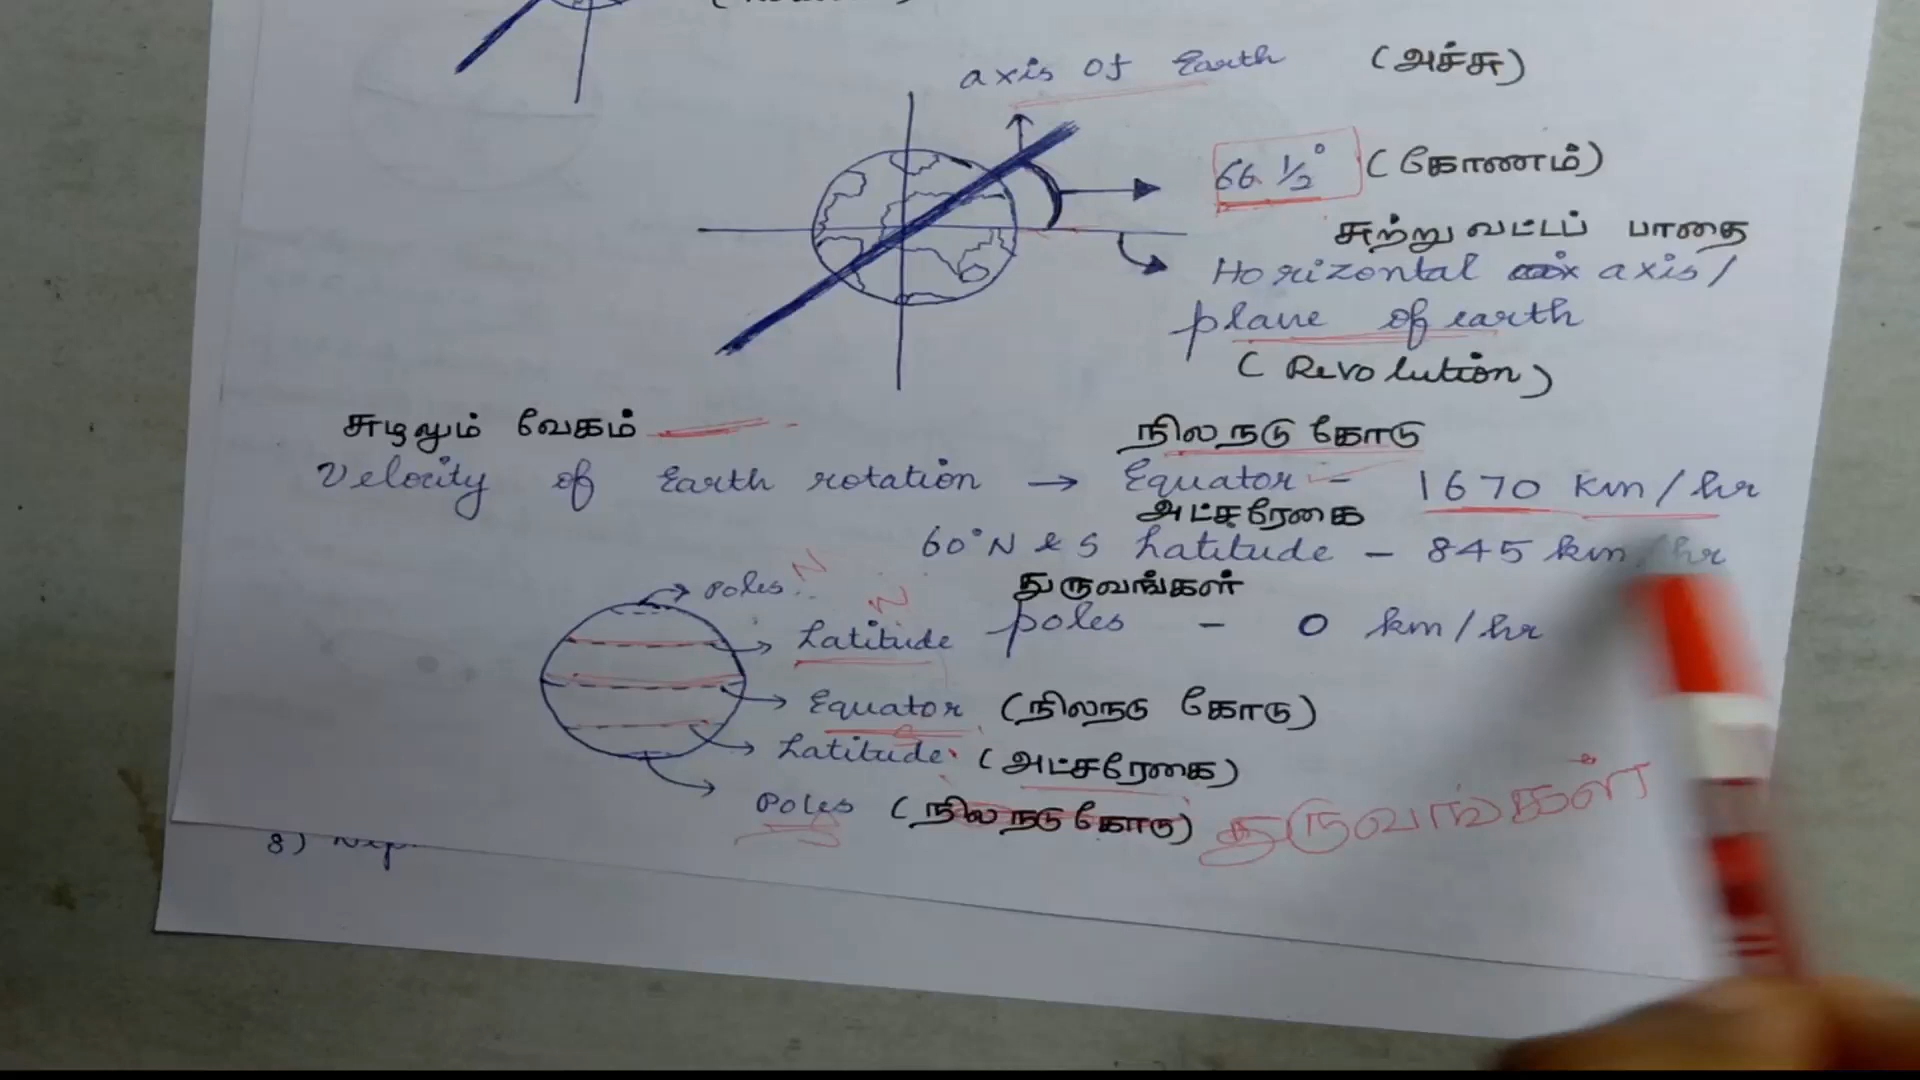 axis of Earth (அச்சு)
66 ½° (கோணம்)
சுற்று வட்டப் பாதை
Horizontal axis/
plane of earth
(Revolution)
சுழலும் வேகம்
நிலநடு கோடு
Velocity of Earth rotation → Equator - 1670 km/hr
அட்சரேகை
60°N & S Latitude - 845 km/hr
துருவங்கள்
Poles N
N
Latitude
poles - 0 km/hr
Equator (நிலநடு கோடு)
Latitude (அட்சரேகை)
Poles (நிலநடு கோடு) துருவங்கள்
8) Nep